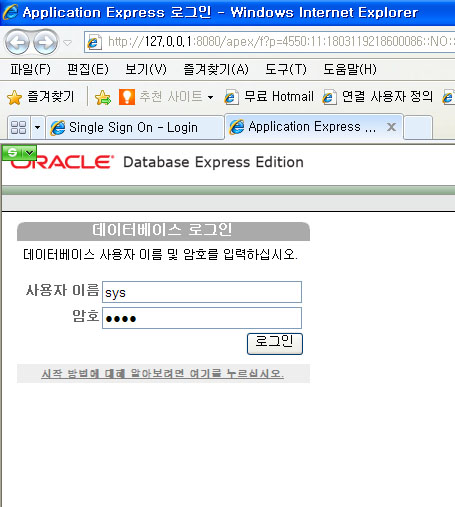 Application Express 로그인 - Windows Internet Explorer
http://127.0.0.1:8080/apex/f?p=4550:11:1803119218600086::NO:::
파일(F) 편집(E) 보기(V) 즐겨찾기(A) 도구(T) 도움말(H)
즐겨찾기 추천 사이트 무료 Hotmail 연결 사용자 정의
Single Sign On - Login Application Express ...
ORACLE Database Express Edition
데이터베이스 로그인
데이터베이스 사용자 이름 및 암호를 입력하십시오.
사용자 이름 sys
암호 ●●●●
로그인
시작 방법에 대해 알아보려면 여기를 누르십시오.